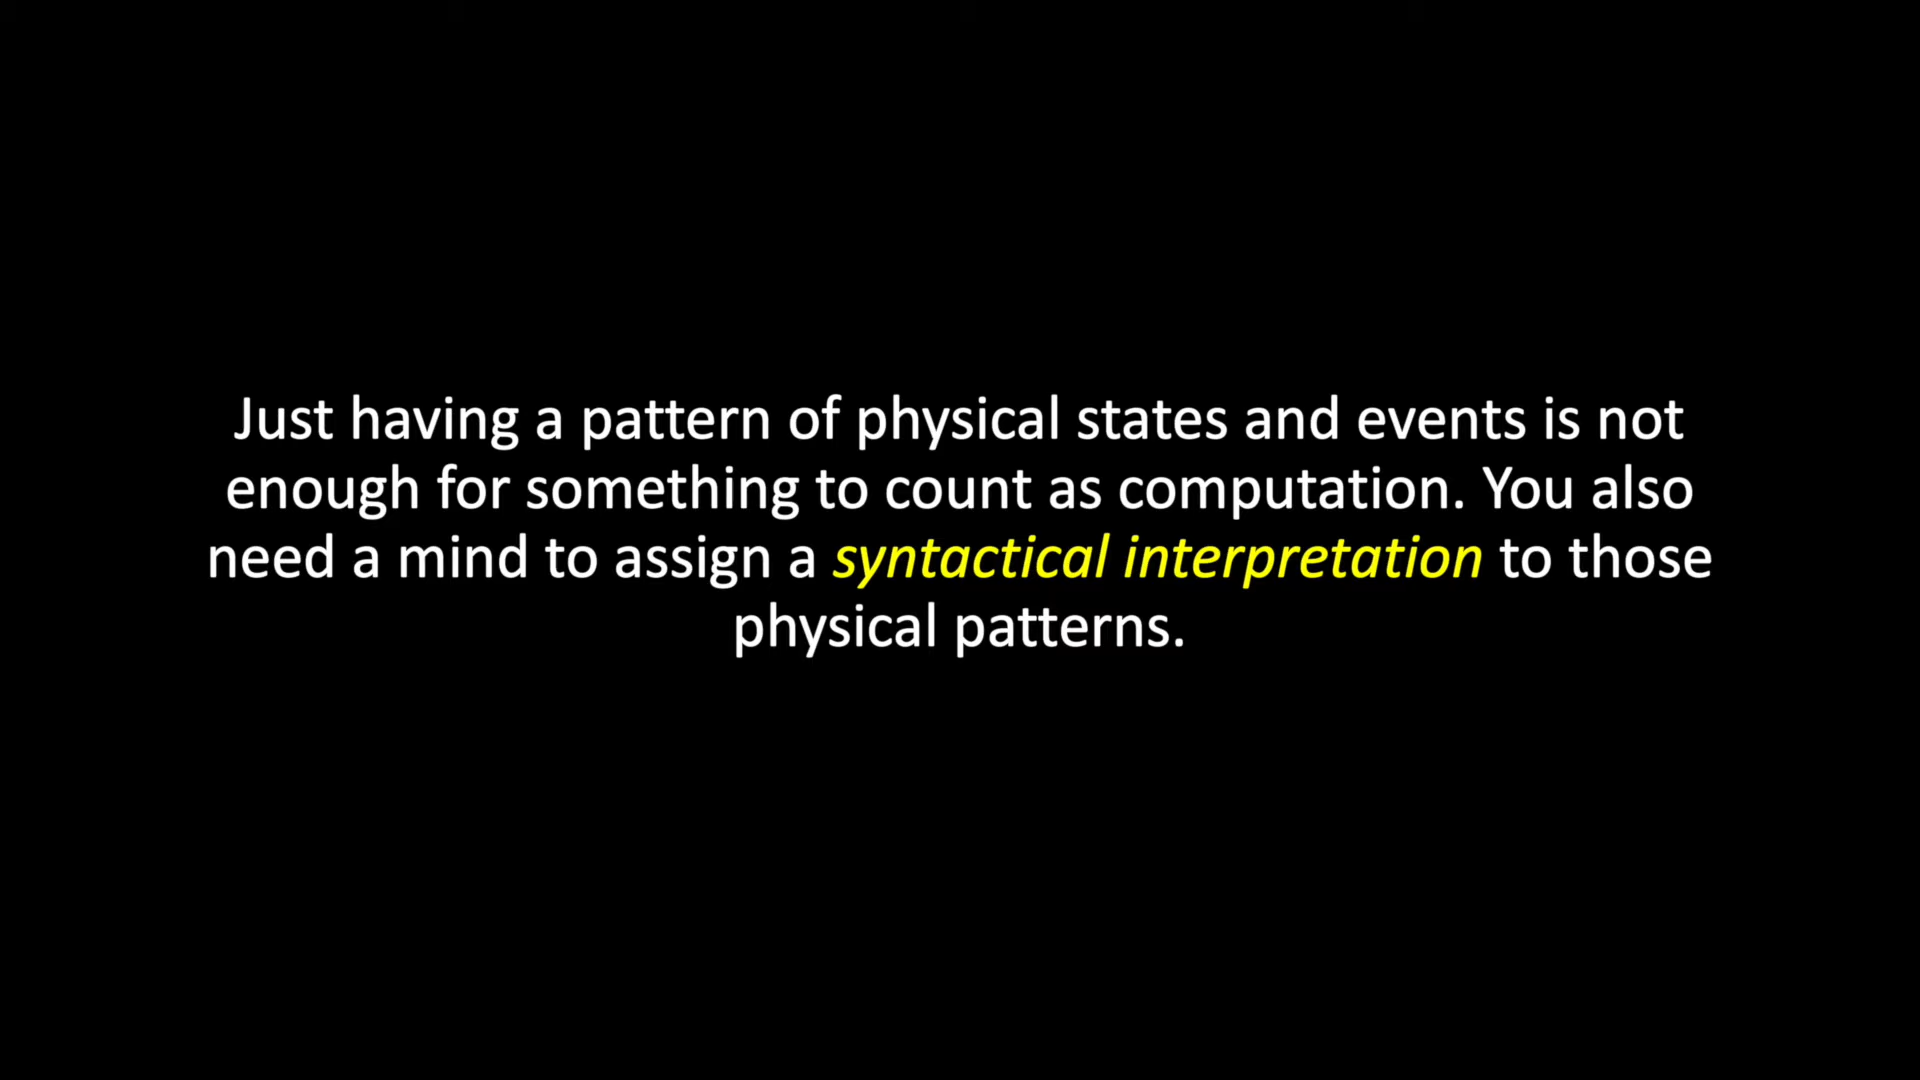 Just having a pattern of physical states and events is not
enough for something to count as computation. You also
need a mind to assign a syntactical interpretation to those
physical patterns.